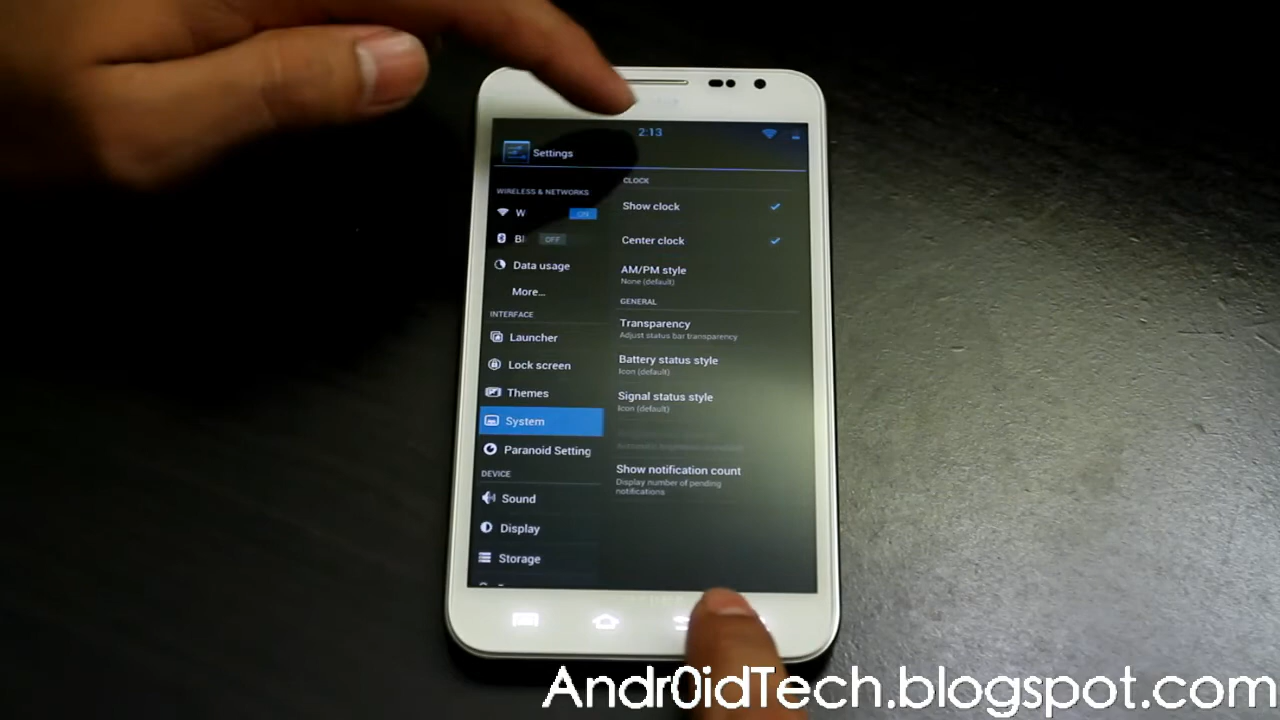 2:13
Settings
WIRELESS & NETWORKS
W
ON
Bl
OFF
Data usage
More...
INTERFACE
Launcher
Lock screen
Themes
System
Paranoid Setting
DEVICE
Sound
Display
Storage
CLOCK
Show clock
Center clock
AM/PM style
None (default)
GENERAL
Transparency
Adjust status bar transparency
Battery status style
Icon (default)
Signal status style
Icon (default)
Show notification count
Display number of pending
notifications
Andr0idTech.blogspot.com